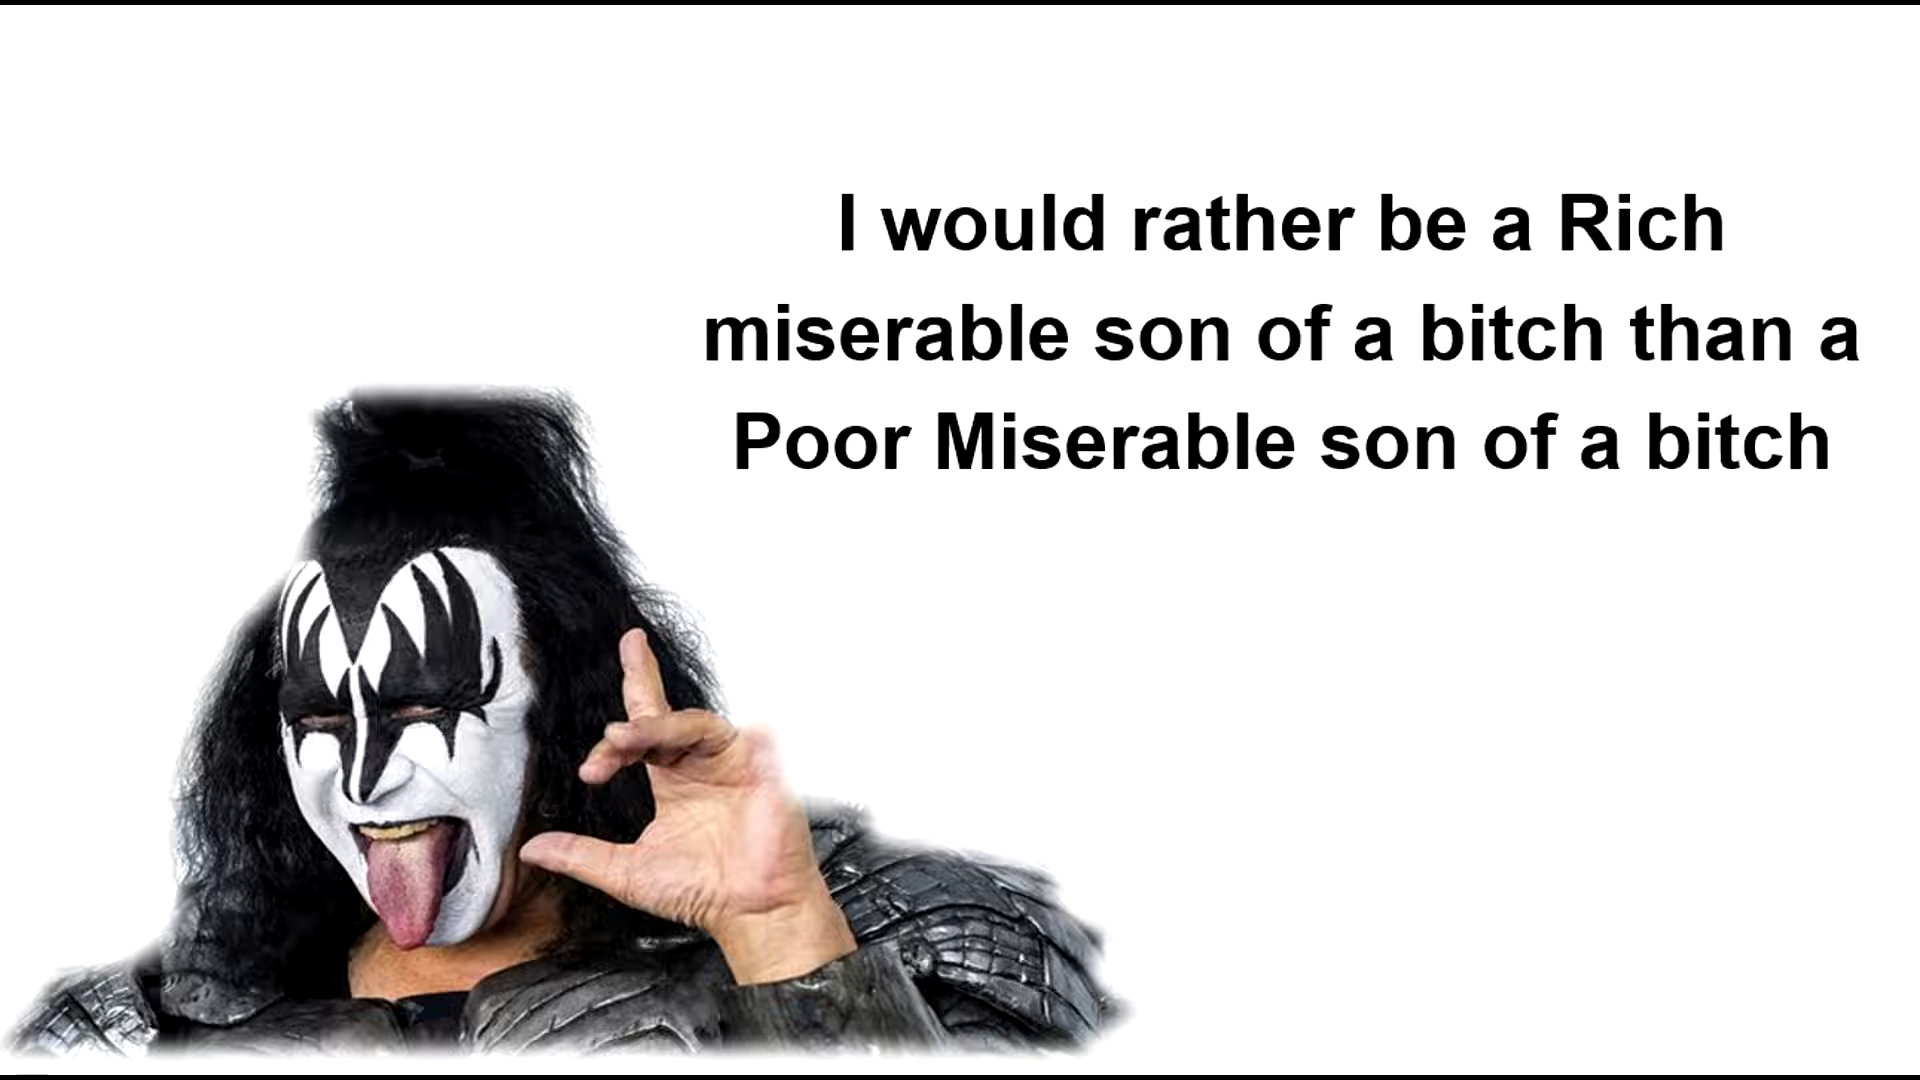 I would rather be a Rich
miserable son of a bitch than a
Poor Miserable son of a bitch